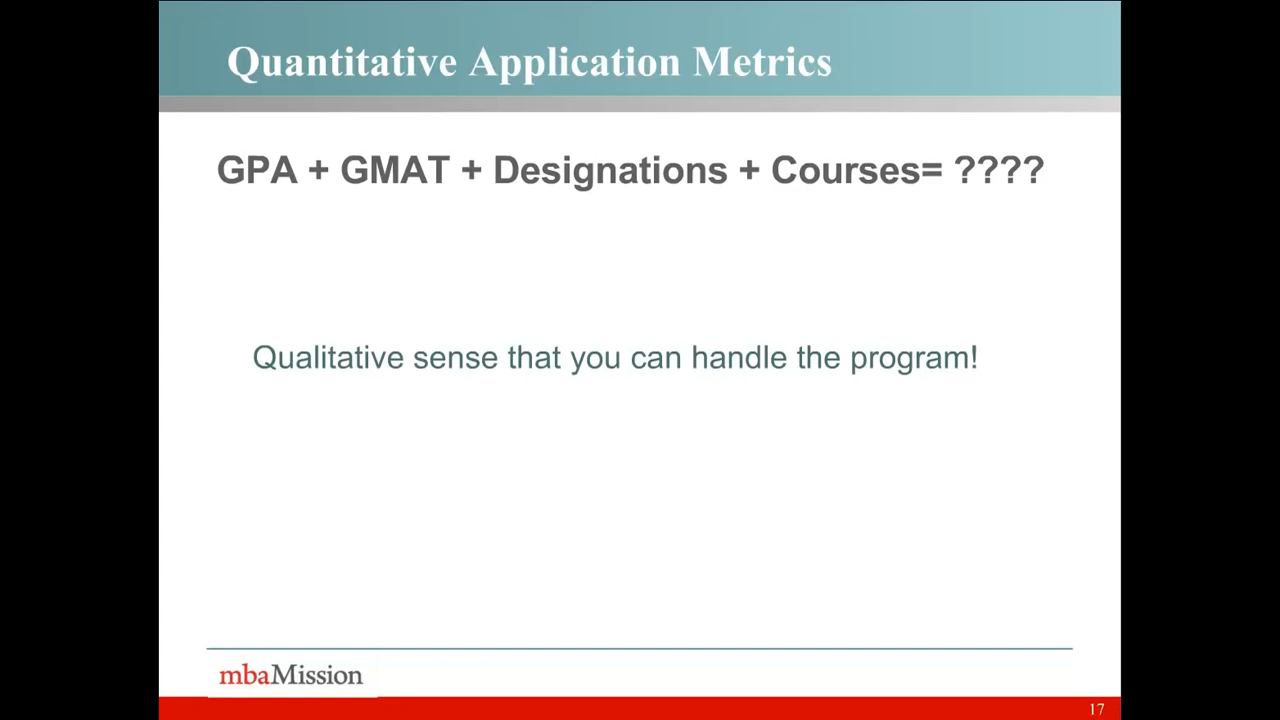 Quantitative Application Metrics
GPA + GMAT + Designations + Courses= ????
Qualitative sense that you can handle the program!
mbaMission
17